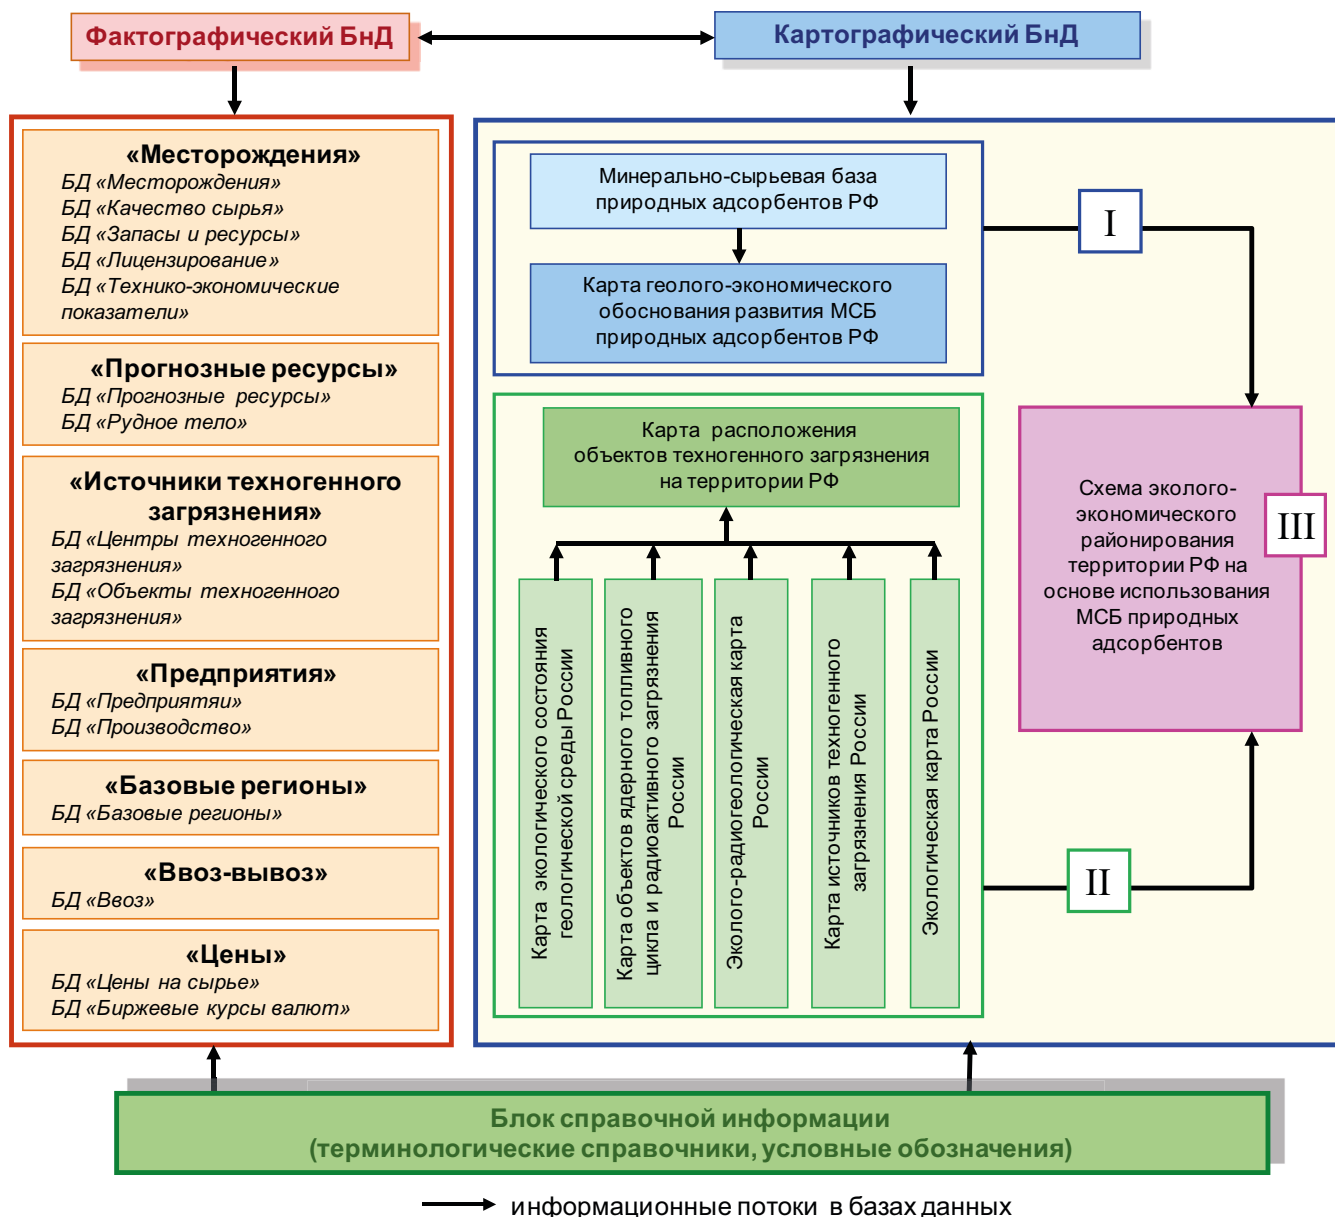 Фактографический БнД
Картографический БнД
«Месторождения»
БД «Месторождения»
БД «Качество сырья»
БД «Запасы и ресурсы»
БД «Лицензирование»
БД «Технико-экономические
показатели»
«Прогнозные ресурсы»
БД «Прогнозные ресурсы»
БД «Рудное тело»
«Источники техногенного
загрязнения»
БД «Центры техногенного
загрязнения»
БД «Объекты техногенного
загрязнения»
«Предприятия»
БД «Предприятяи»
БД «Производство»
«Базовые регионы»
БД «Базовые регионы»
«Ввоз-вывоз»
БД «Ввоз»
«Цены»
БД «Цены на сырье»
БД «Биржевые курсы валют»
Минерально-сырьевая база
природных адсорбентов РФ
Карта геолого-экономического
обоснования развития МСБ
природных адсорбентов РФ
I
Карта расположения
объектов техногенного загрязнения
на территории РФ
Карта экологического состояния
геологической среды России
Карта объектов ядерного топливного
цикла и радиоактивного загрязнения
России
Эколого-радиогеологическая карта
России
Карта источников техногенного
загрязнения России
Экологическая карта России
II
Схема эколого-
экономического
районирования
территории РФ на
основе использования
МСБ природных
адсорбентов
III
Блок справочной информации
(терминологические справочники, условные обозначения)
информационные потоки в базах данных